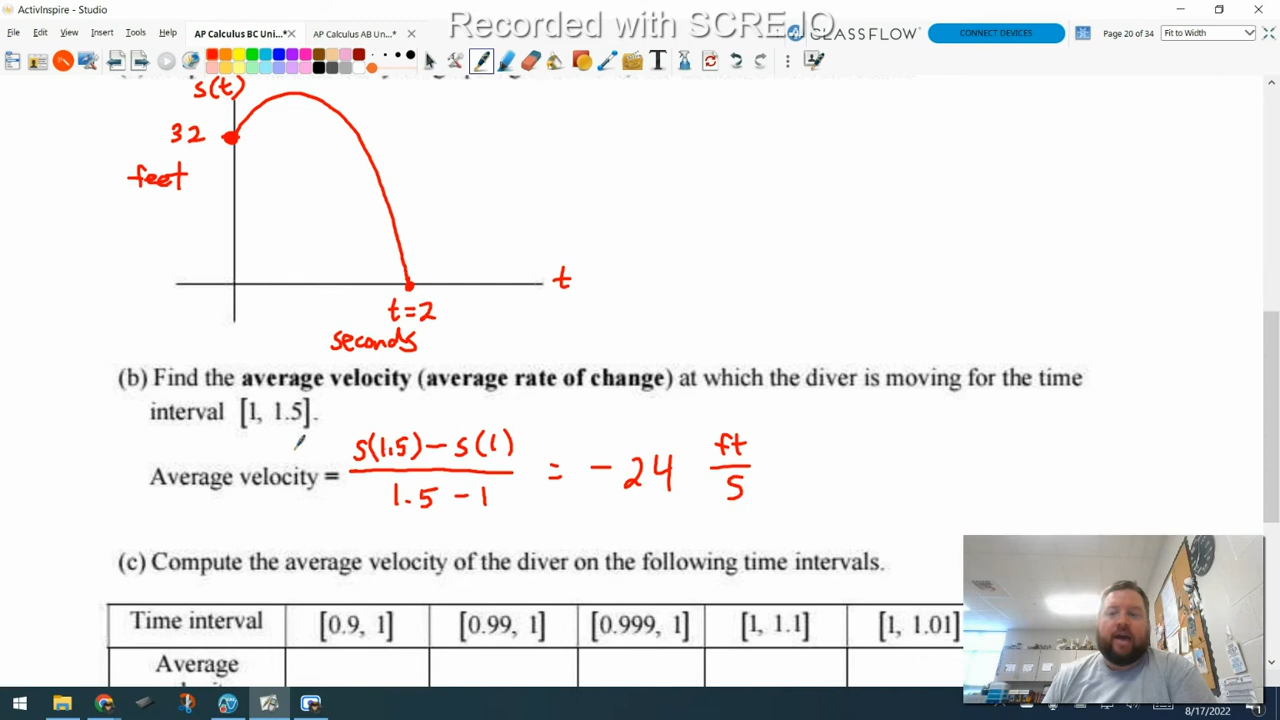 Recorded with SCREJO
ActivInspire - Studio
File Edit View Insert Tools Help
AP Calculus BC Uni...* AP Calculus AB Un...*
CLASSFLOW
CONNECT DEVICES
Page 20 of 34
Fit to Width
s(t)
32
feet
t
t=2
seconds
(b) Find the average velocity (average rate of change) at which the diver is moving for the time
interval [1, 1.5].
Average velocity = s(1.5) - s(1) / 1.5 - 1 = - 24 ft / s
(c) Compute the average velocity of the diver on the following time intervals.
Time interval [0.9, 1] [0.99, 1] [0.999, 1] [1, 1.1] [1, 1.01]
Average
8/17/2022